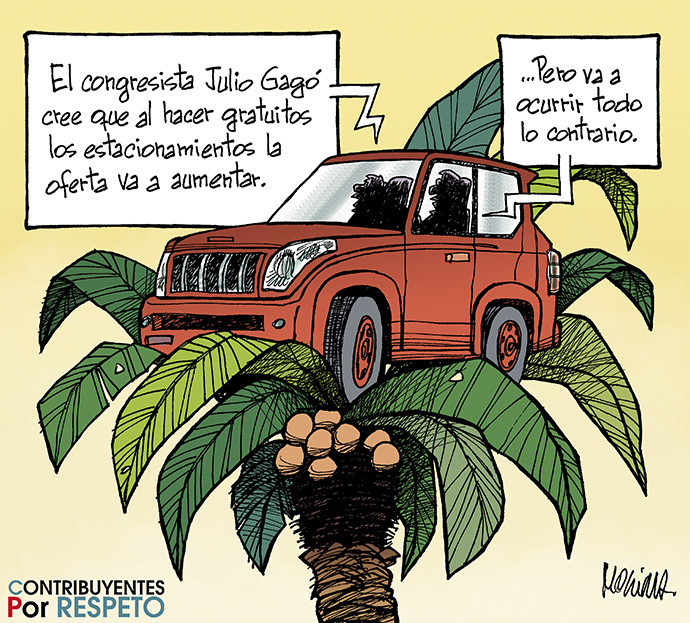 El congresista Julio Gagó
cree que al hacer gratuitos
los estacionamientos la
oferta va a aumentar.
...Pero va a
ocurrir todo
lo contrario.
CONTRIBUYENTES
Por RESPETO